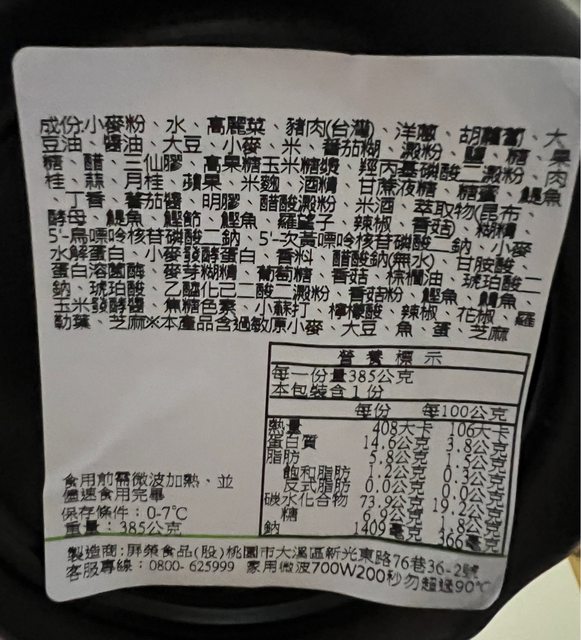 成份:小麥粉、水、高麗菜、豬肉(台灣)、洋蔥、胡蘿蔔、大
豆油、醬油、大豆、小麥、米、番茄糊、澱粉、鹽、糖、果
糖、醋、三仙膠、高果糖玉米糖漿、羥丙基磷酸二澱粉、肉
桂、蒜、月桂、蘋果、米麴、酒精、甘蔗液糖、糖蜜、鯷魚
、丁香、番茄醬、明膠、醋酸澱粉、米酒、萃取物(昆布、
酵母、鯷魚、鰹節、鰹魚、羅望子、辣椒、香菇)、糊精、
5'-鳥嘌呤核苷磷酸二鈉、5'-次黃嘌呤核苷磷酸二鈉、小麥
水解蛋白、小麥發酵蛋白、香料、醋酸鈉(無水)、甘胺酸、
蛋白溶菌酶、麥芽糊精、葡萄糖、香菇、棕櫚油、琥珀酸二
鈉、琥珀酸、乙醯化己二酸二澱粉、香菇粉、鰹魚、鯛魚、
玉米發酵醬、焦糖色素、小蘇打、檸檬酸、辣椒、花椒、羅
勒葉、芝麻※本產品含過敏原小麥、大豆、魚、蛋、芝麻
營養標示
每一份量385公克
本包裝含1份
每份 每100公克
熱量 408大卡 106大卡
蛋白質 14.6公克 3.8公克
脂肪 5.8公克 1.5公克
飽和脂肪 1.2公克 0.3公克
反式脂肪 0.0公克 0.0公克
碳水化合物 73.9公克 19.2公克
糖 6.9公克 1.8公克
鈉 1409毫克 366毫克
食用前需微波加熱、並
儘速食用完畢
保存條件：0-7℃
重量：385公克
製造商:屏榮食品(股)桃園市大溪區新光東路76巷36-2號
客服專線：0800-625999 家用微波700W200秒勿超過90℃